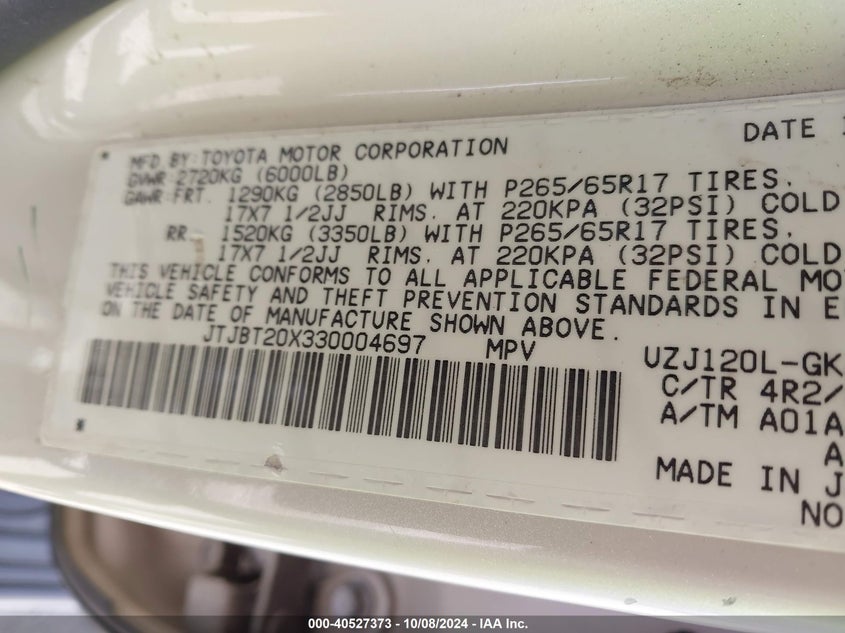 DATE
MFD. BY: TOYOTA MOTOR CORPORATION
GVWR: 2720KG (6000LB)
GAWR: FRT. 1290KG (2850LB) WITH P265/65R17 TIRES.
17X7 1/2JJ RIMS. AT 220KPA (32PSI) COLD
RR. 1520KG (3350LB) WITH P265/65R17 TIRES.
17X7 1/2JJ RIMS. AT 220KPA (32PSI) COLD
THIS VEHICLE CONFORMS TO ALL APPLICABLE FEDERAL MO
VEHICLE SAFETY AND THEFT PREVENTION STANDARDS IN E
ON THE DATE OF MANUFACTURE SHOWN ABOVE.
JTJBT20X330004697 MPV UZJ120L-GK
C/TR 4R2/
A/TM A01A
A
MADE IN J
NO
000-40527373 - 10/08/2024 - IAA Inc.